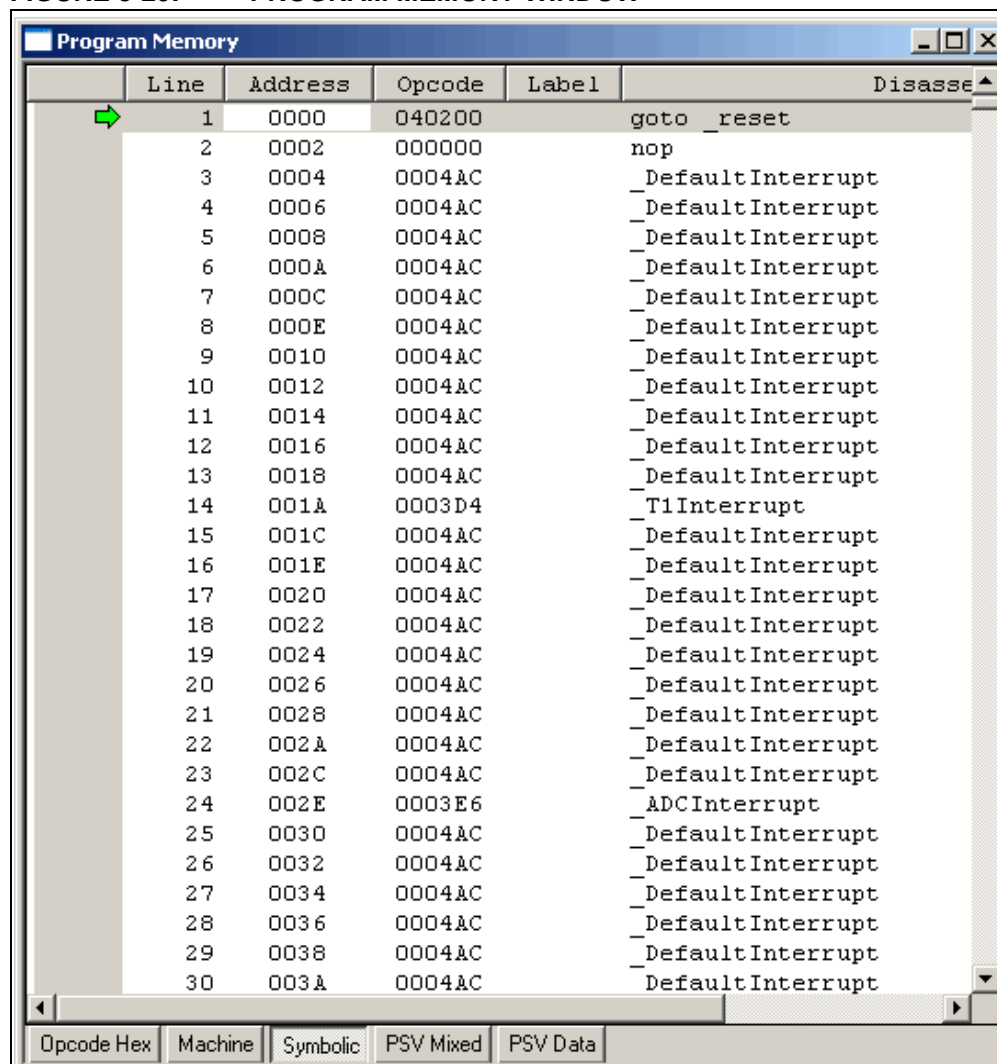 Program Memory
Line Address Opcode Label Disasse
1 0000 040200 goto _reset
2 0002 000000 nop
3 0004 0004AC _DefaultInterrupt
4 0006 0004AC _DefaultInterrupt
5 0008 0004AC _DefaultInterrupt
6 000A 0004AC _DefaultInterrupt
7 000C 0004AC _DefaultInterrupt
8 000E 0004AC _DefaultInterrupt
9 0010 0004AC _DefaultInterrupt
10 0012 0004AC _DefaultInterrupt
11 0014 0004AC _DefaultInterrupt
12 0016 0004AC _DefaultInterrupt
13 0018 0004AC _DefaultInterrupt
14 001A 0003D4 _T1Interrupt
15 001C 0004AC _DefaultInterrupt
16 001E 0004AC _DefaultInterrupt
17 0020 0004AC _DefaultInterrupt
18 0022 0004AC _DefaultInterrupt
19 0024 0004AC _DefaultInterrupt
20 0026 0004AC _DefaultInterrupt
21 0028 0004AC _DefaultInterrupt
22 002A 0004AC _DefaultInterrupt
23 002C 0004AC _DefaultInterrupt
24 002E 0003E6 _ADCInterrupt
25 0030 0004AC _DefaultInterrupt
26 0032 0004AC _DefaultInterrupt
27 0034 0004AC _DefaultInterrupt
28 0036 0004AC _DefaultInterrupt
29 0038 0004AC _DefaultInterrupt
30 003A 0004AC DefaultInterrupt
Opcode Hex Machine Symbolic PSV Mixed PSV Data